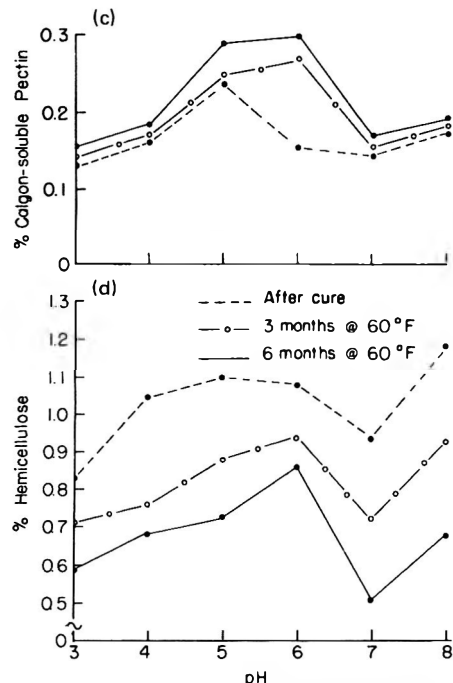 (c)
0.3
0.2
0.1
0
% Calgon-soluble Pectin
(d)
After cure
3 months @ 60°F
6 months @ 60°F
1.3
1.2
1.1
1.0
0.9
0.8
0.7
0.6
0.5
0
% Hemicellulose
3 4 5 6 7 8
pH